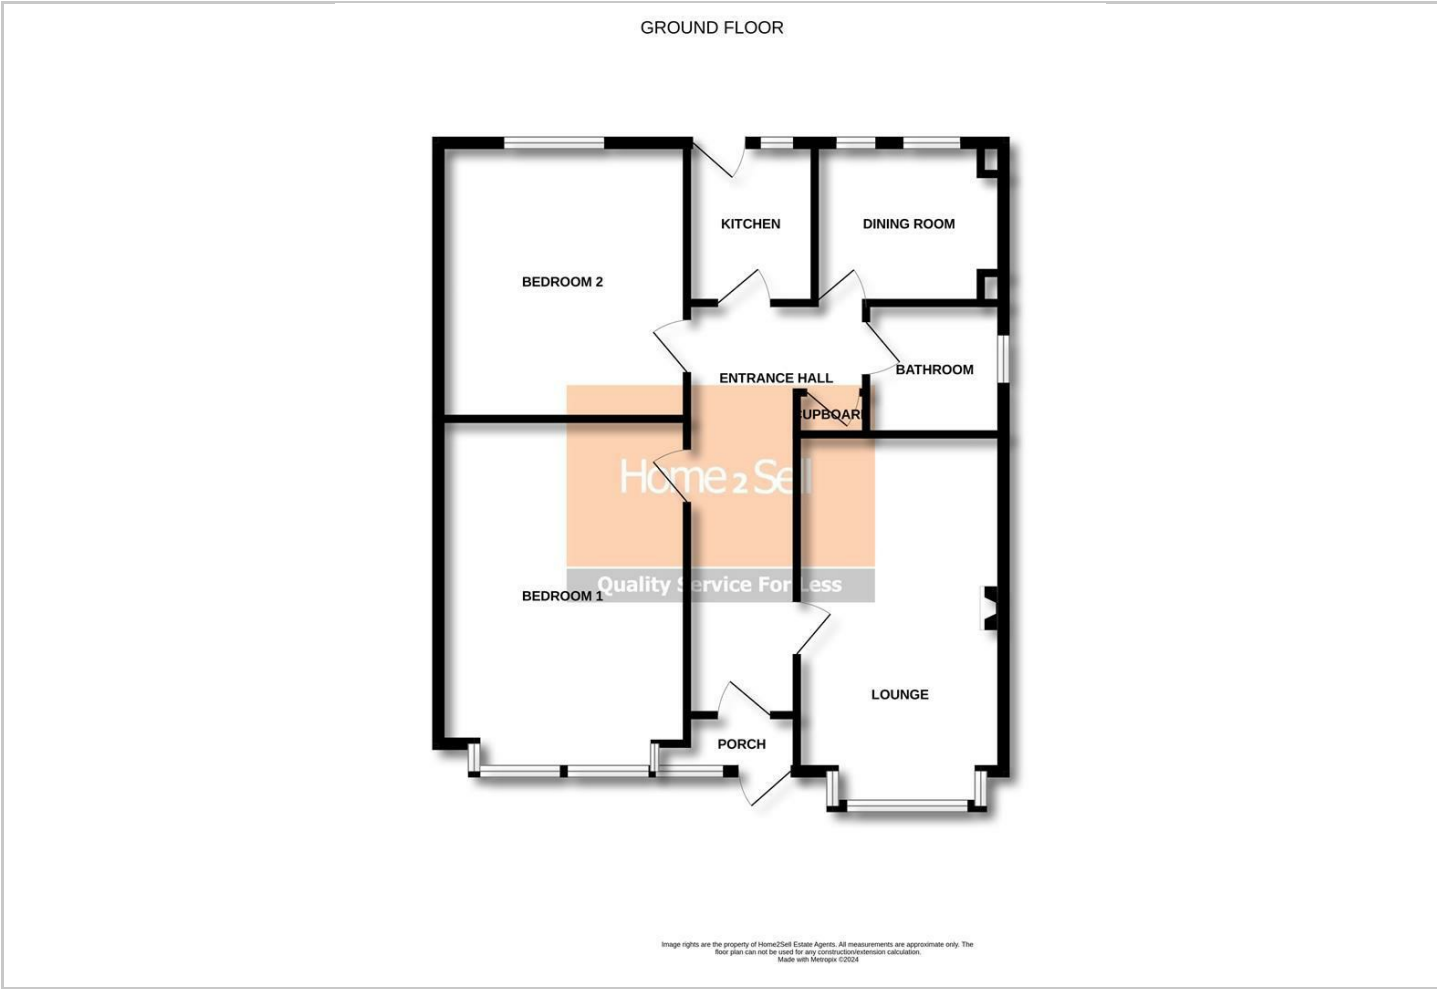 GROUND FLOOR
KITCHEN
DINING ROOM
BEDROOM 2
BATHROOM
ENTRANCE HALL
CUPBOARD
Home 2 Sell
Quality Service For Less
BEDROOM 1
LOUNGE
PORCH
Image rights are the property of Home2Sell Estate Agents. All measurements are approximate only. The
floor plan can not be used for any construction/extension calculation.
Made with Metropix ©2024